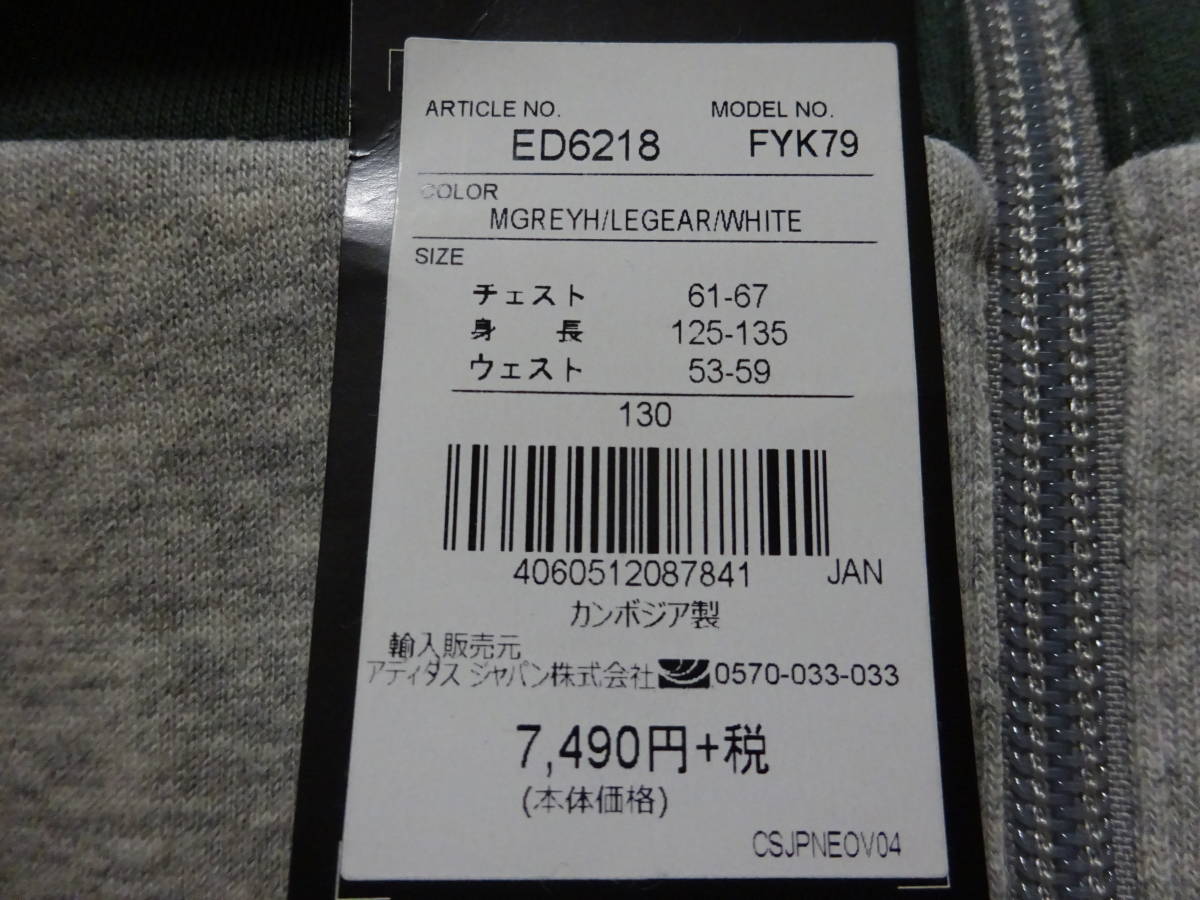 ARTICLE NO. MODEL NO.
ED6218 FYK79
COLOR
MGREYH/LEGEAR/WHITE
SIZE
チェスト 61-67
身 長 125-135
ウェスト 53-59
130
4060512087841 JAN
カンボジア製
輸入販売元
アディダス ジャパン株式会社 0570-033-033
7,490円+税
(本体価格)
CSJPNEOV04